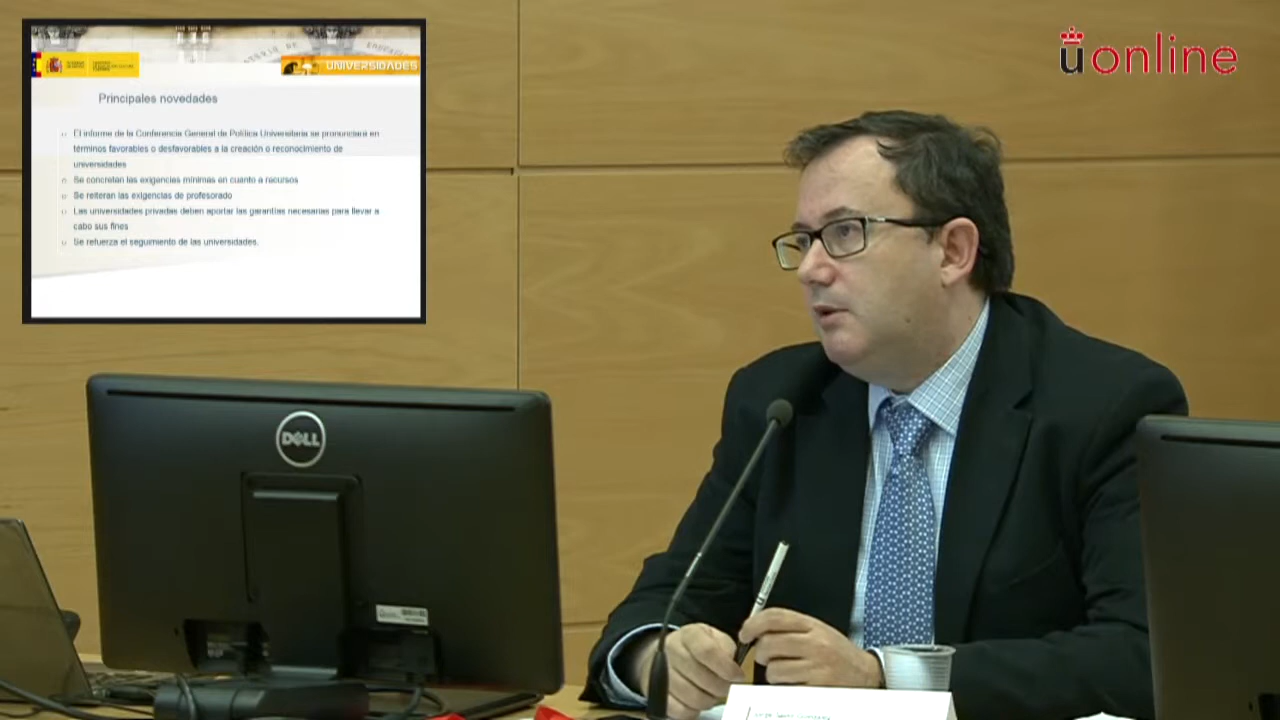 ü online
UNIVERSIDADES
Principales novedades
El informe de la Conferencia General de Política Universitaria se pronunciará en
términos favorables o desfavorables a la creación o reconocimiento de
universidades
Se concretan las exigencias mínimas en cuanto a recursos
Se reiteran las exigencias de profesorado
Las universidades privadas deben aportar las garantías necesarias para llevar a
cabo sus fines
Se refuerza el seguimiento de las universidades.
DELL